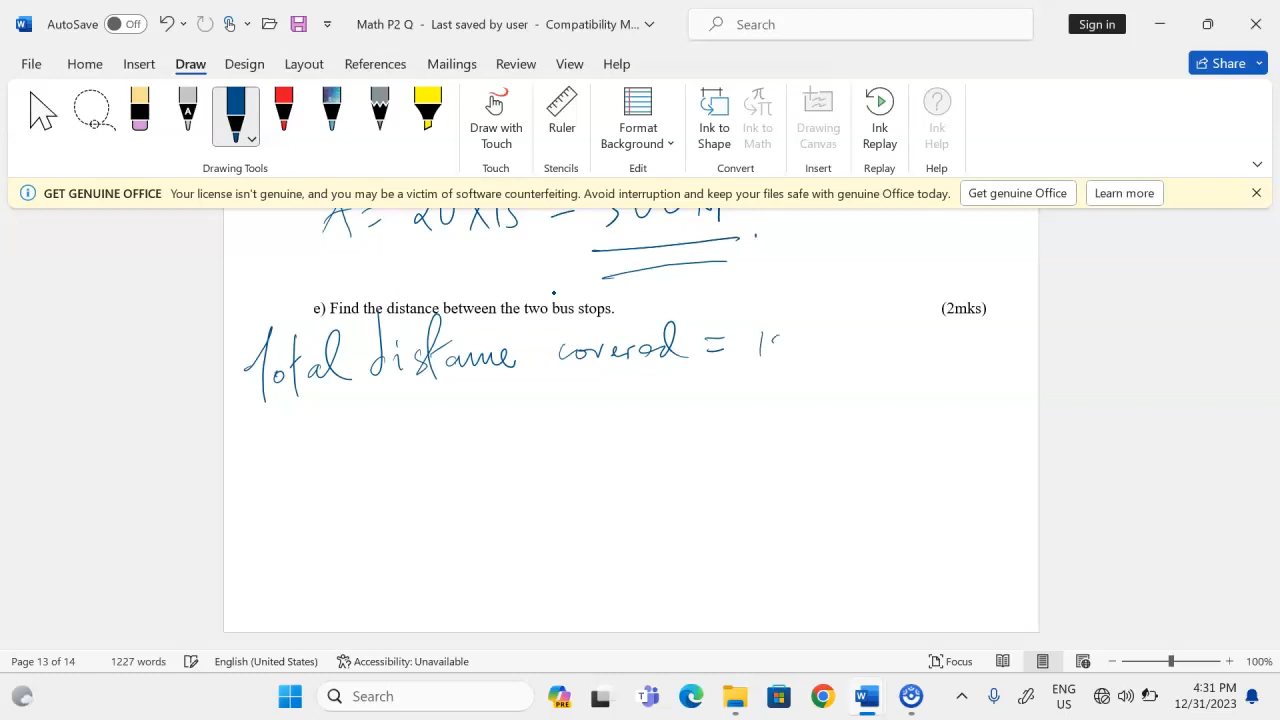 AutoSave Off Math P2 Q - Last saved by user - Compatibility M... Search Sign in
File Home Insert Draw Design Layout References Mailings Review View Help Share
Draw with Touch Ruler Format Background Ink to Shape Ink to Math Drawing Canvas Ink Replay Ink Help
Drawing Tools Touch Stencils Edit Convert Insert Replay Help
GET GENUINE OFFICE Your license isn't genuine, and you may be a victim of software counterfeiting. Avoid interruption and keep your files safe with genuine Office today. Get genuine Office Learn more
A = 20 x 15 = 300 M
e) Find the distance between the two bus stops. (2mks)
Total distance covered = 1
Page 13 of 14 1227 words English (United States) Accessibility: Unavailable Focus 100%
Search PRE ENG US 4:31 PM 12/31/2023